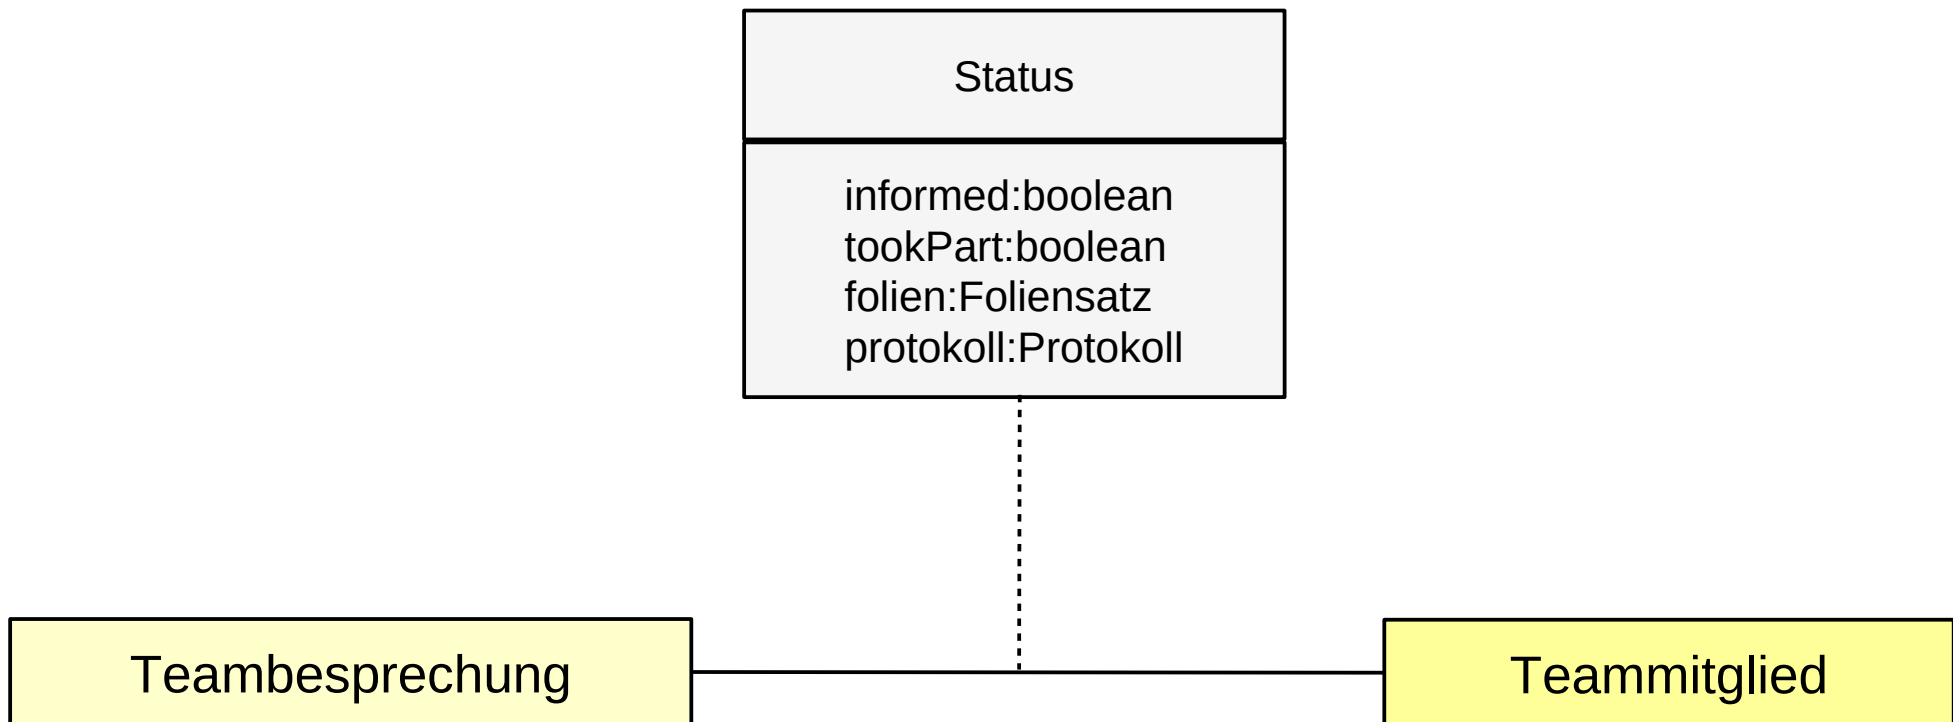 Status
informed:boolean
tookPart:boolean
folien:Foliensatz
protokoll:Protokoll
Teambesprechung
Teammitglied